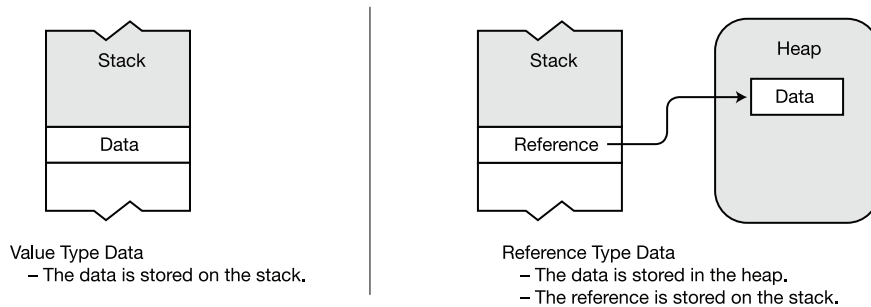 Stack
Data
Value Type Data
– The data is stored on the stack.
Stack
Reference
Heap
Data
Reference Type Data
– The data is stored in the heap.
– The reference is stored on the stack.